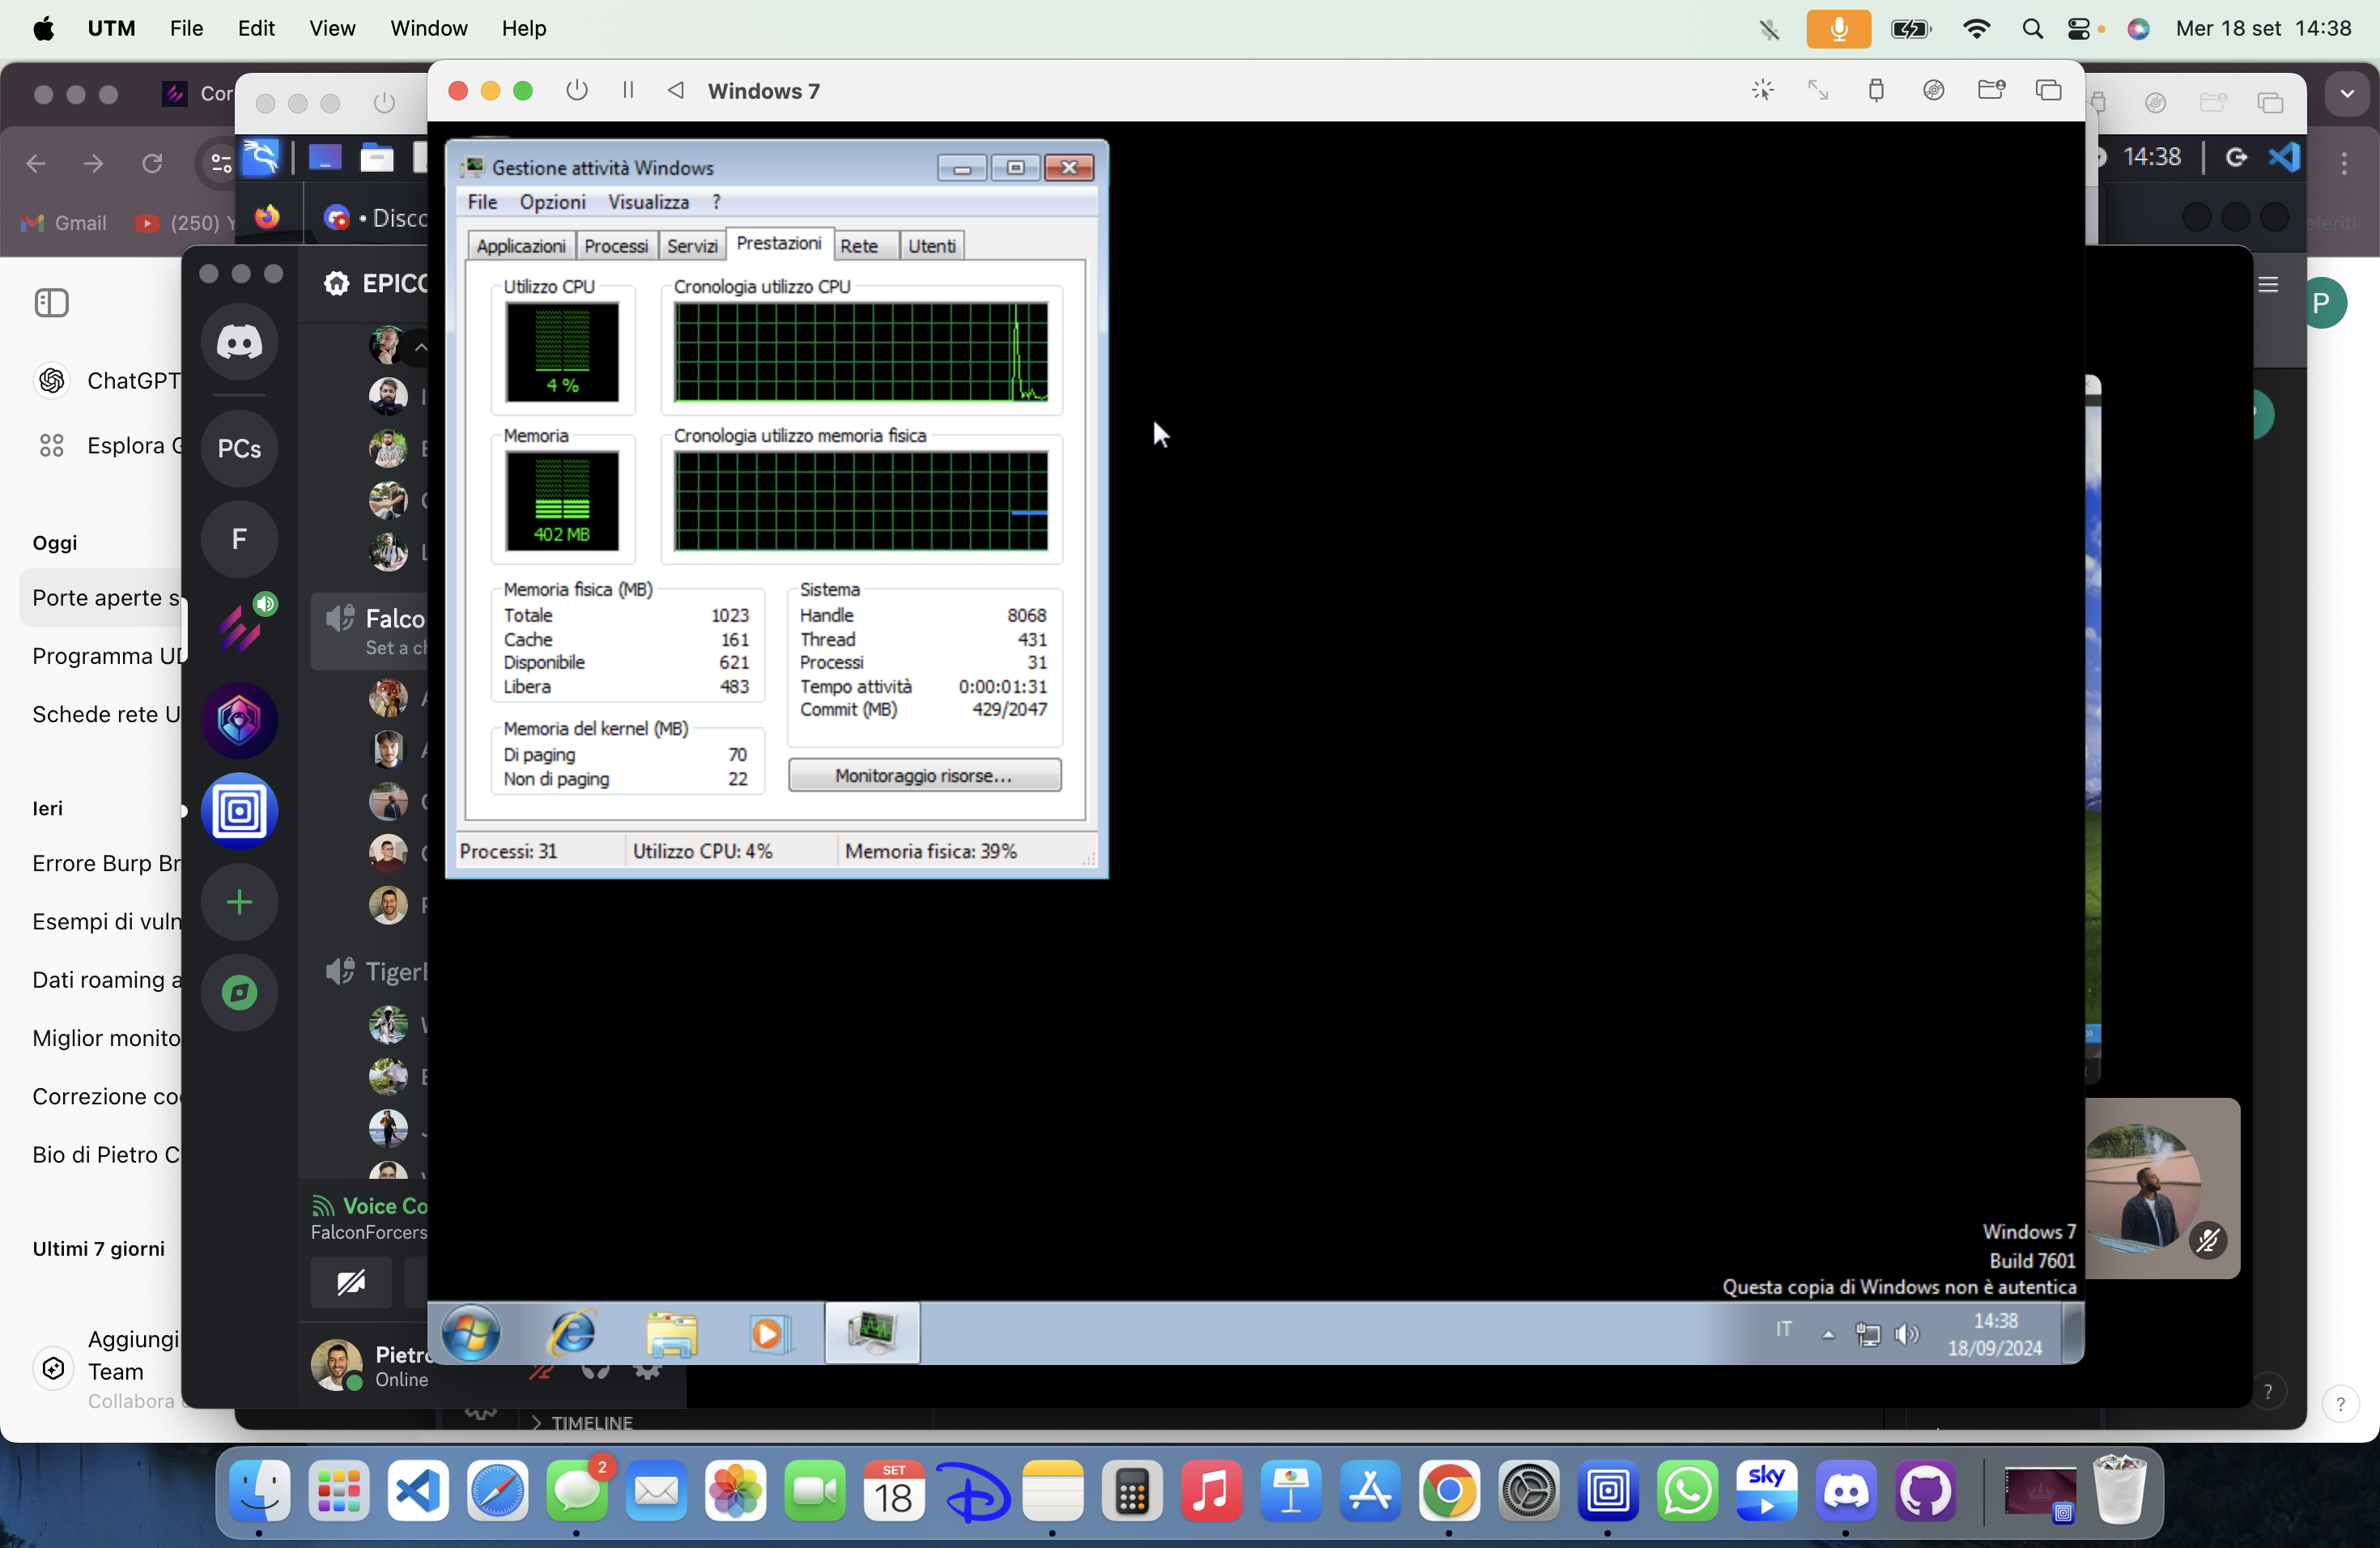 UTM File Edit View Window Help
Mer 18 set 14:38
Cor
Windows 7
14:38
Gmail
(250) Y
• Disco
eferiti
Gestione attività Windows
File Opzioni Visualizza ?
Applicazioni Processi Servizi Prestazioni Rete Utenti
Utilizzo CPU
4 %
Cronologia utilizzo CPU
Memoria
402 MB
Cronologia utilizzo memoria fisica
Memoria fisica (MB)
Totale 1023
Cache 161
Disponibile 621
Libera 483
Memoria del kernel (MB)
Di paging 70
Non di paging 22
Sistema
Handle 8068
Thread 431
Processi 31
Tempo attività 0:00:01:31
Commit (MB) 429/2047
Monitoraggio risorse...
Processi: 31 Utilizzo CPU: 4% Memoria fisica: 39%
Windows 7
Build 7601
Questa copia di Windows non è autentica
IT
14:38
18/09/2024
ChatGPT
Esplora G
Oggi
Porte aperte s
Programma UD
Schede rete U
Ieri
Errore Burp Br
Esempi di vuln
Dati roaming a
Miglior monito
Correzione co
Bio di Pietro C
Ultimi 7 giorni
Aggiungi
Team
Collabora
EPICO
PCs
F
Falco
Set a ch
TigerE
Voice Co
FalconForcers
Pietro
Online
TIMELINE
P
?
?
2
SET
18
sky